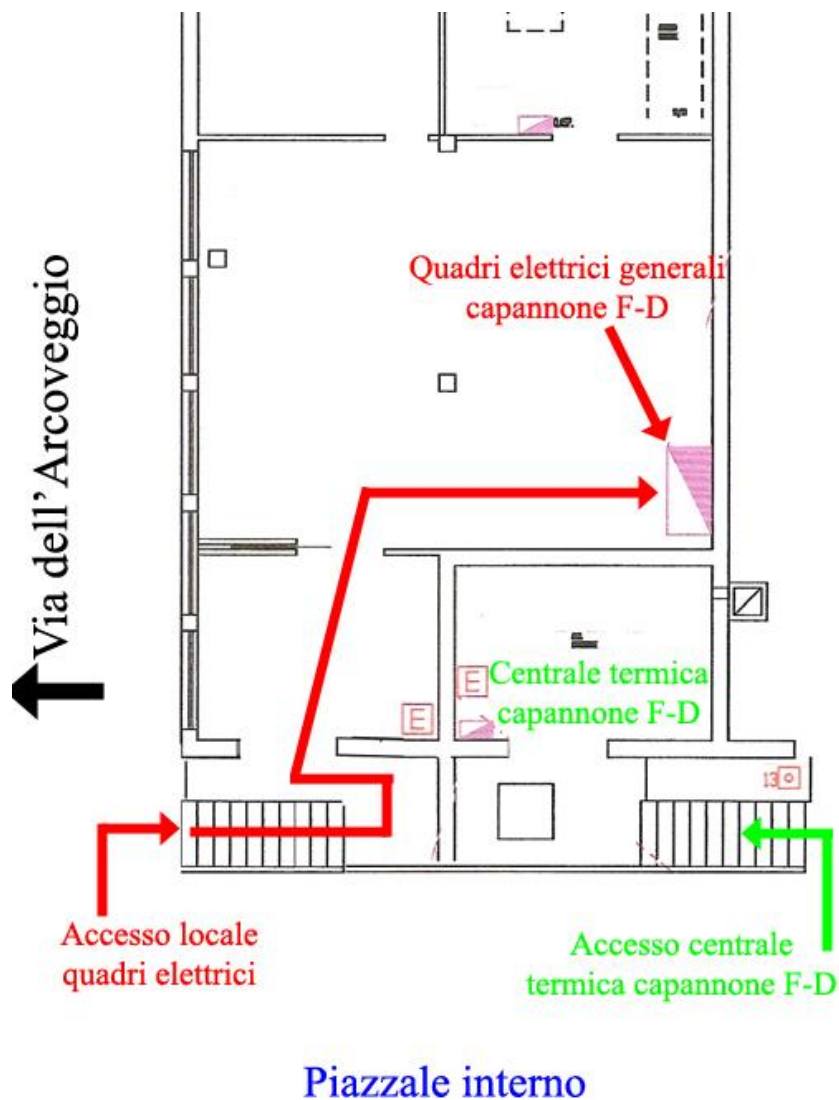 Quadri elettrici generali
capannone F-D
Via dell'Arcoveggio
E
E
Centrale termica
capannone F-D
13
Accesso locale
quadri elettrici
Accesso centrale
termica capannone F-D
Piazzale interno